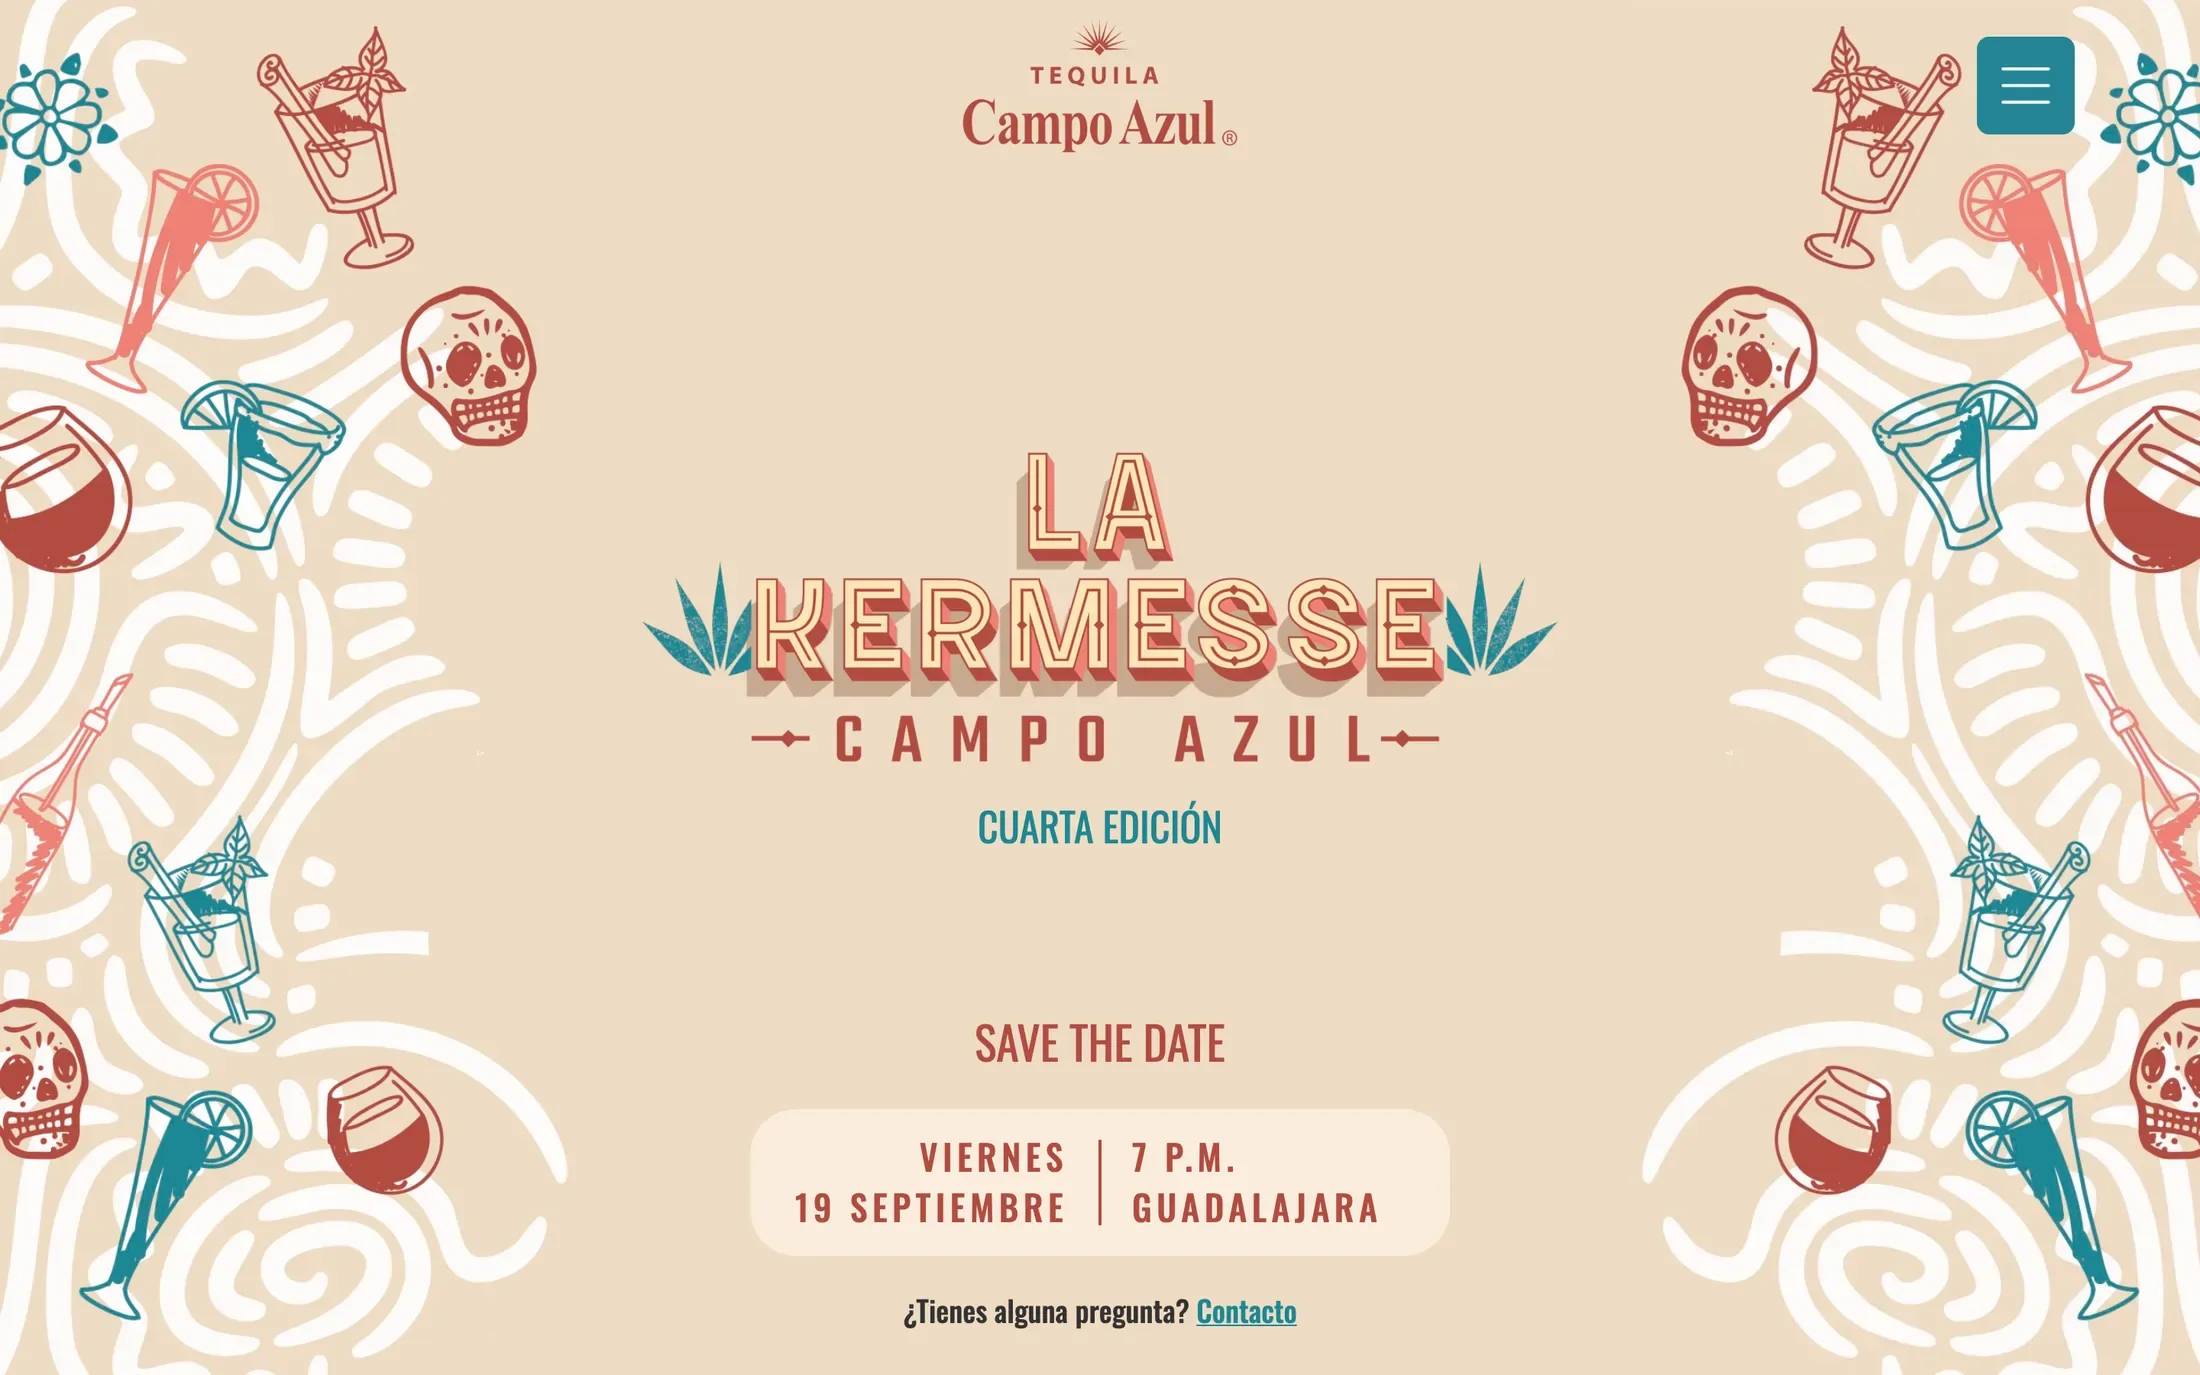 TEQUILA
Campo Azul ®
LA
KERMESSE
CAMPO AZUL
CUARTA EDICIÓN
SAVE THE DATE
VIERNES
19 SEPTIEMBRE
7 P.M.
GUADALAJARA
¿Tienes alguna pregunta? Contacto